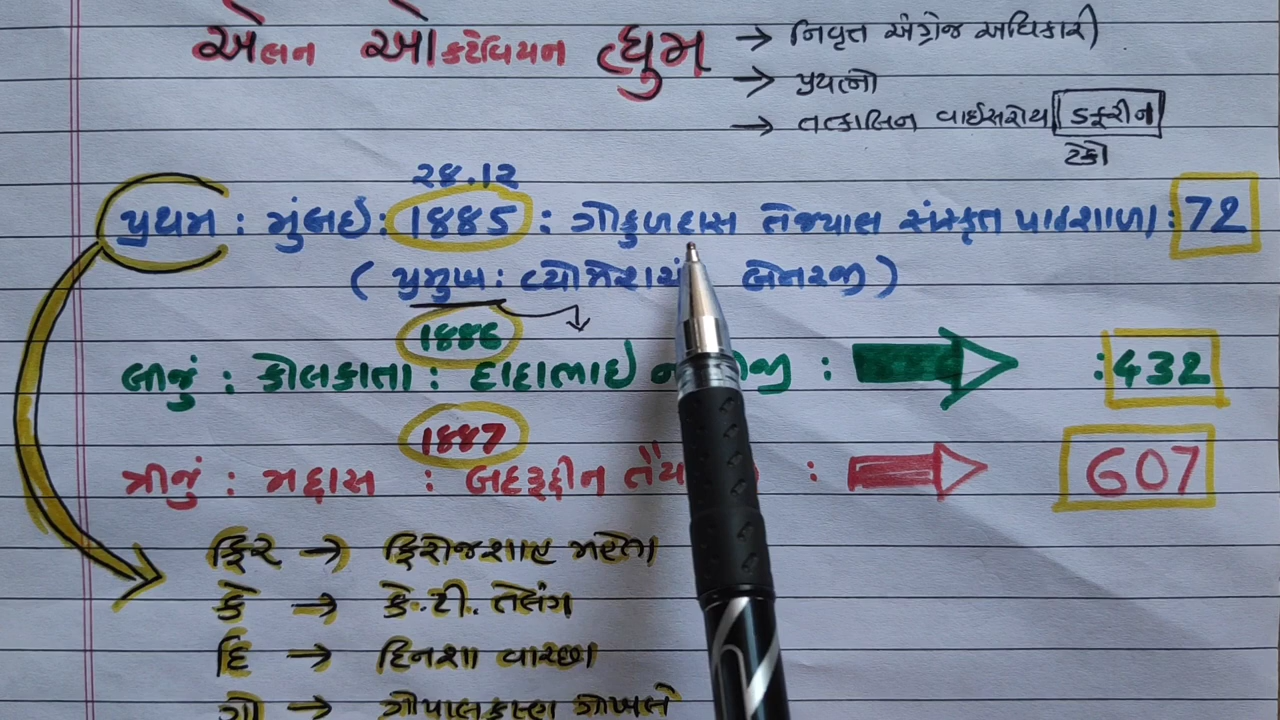 એલન ઓક્ટેવિયન હ્યુમ → નિવૃત્ત અંગ્રેજ અધિકારી
→ પ્રયત્નો
→ તત્કાલિન વાઈસરોય ડફરીન
ટેકો
૨૮.12
પ્રથમ : મુંબઈ : 1885 : ગોકુળદાસ તેજપાલ સંસ્કૃત પાઠશાળા : 72
( પ્રમુખ : વ્યોમેશચં બેનરજી )
1886
બીજું : કોલકાતા : દાદાભાઈ : :432
1887
ત્રીજું : મદ્રાસ : બદરૂદ્દીન : 607
ફિર → ફિરોજશાહ મહેતા
કે → કે.ટી. તેલંગ
દિ → દિનશા વાચ્છા
ગો → ગોપાલકૃષ્ણ ગોખલે